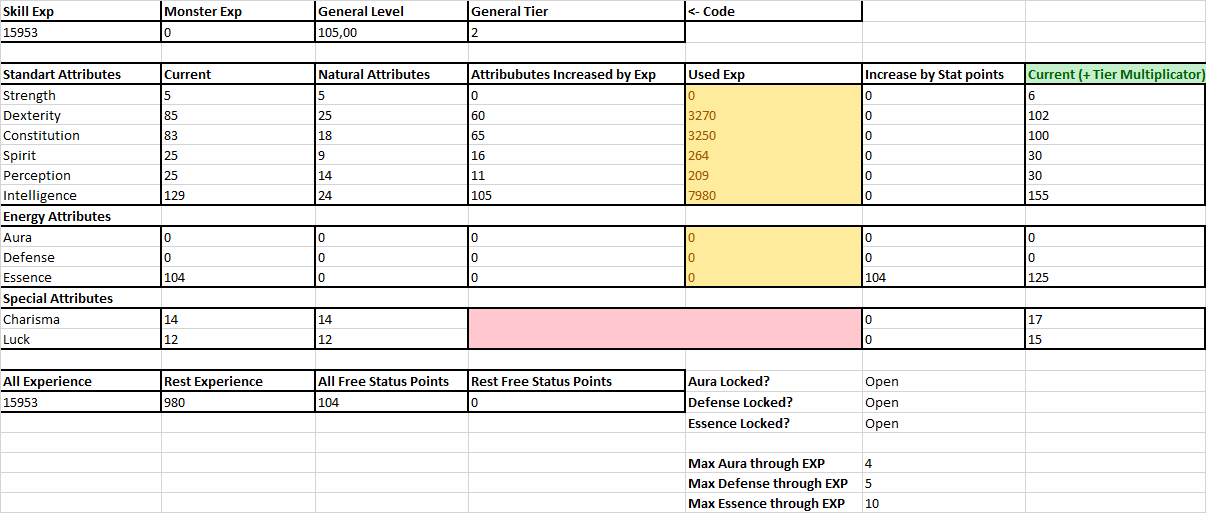 Skill Exp Monster Exp General Level General Tier <- Code
15953 0 105,00 2
Standart Attributes Current Natural Attributes Attribubutes Increased by Exp Used Exp Increase by Stat points Current (+ Tier Multiplicator)
Strength 5 5 0 0 0 6
Dexterity 85 25 60 3270 0 102
Constitution 83 18 65 3250 0 100
Spirit 25 9 16 264 0 30
Perception 25 14 11 209 0 30
Intelligence 129 24 105 7980 0 155
Energy Attributes
Aura 0 0 0 0 0 0
Defense 0 0 0 0 0 0
Essence 104 0 0 0 104 125
Special Attributes
Charisma 14 14 0 17
Luck 12 12 0 15
All Experience Rest Experience All Free Status Points Rest Free Status Points Aura Locked? Open
15953 980 104 0 Defense Locked? Open
Essence Locked? Open
Max Aura through EXP 4
Max Defense through EXP 5
Max Essence through EXP 10